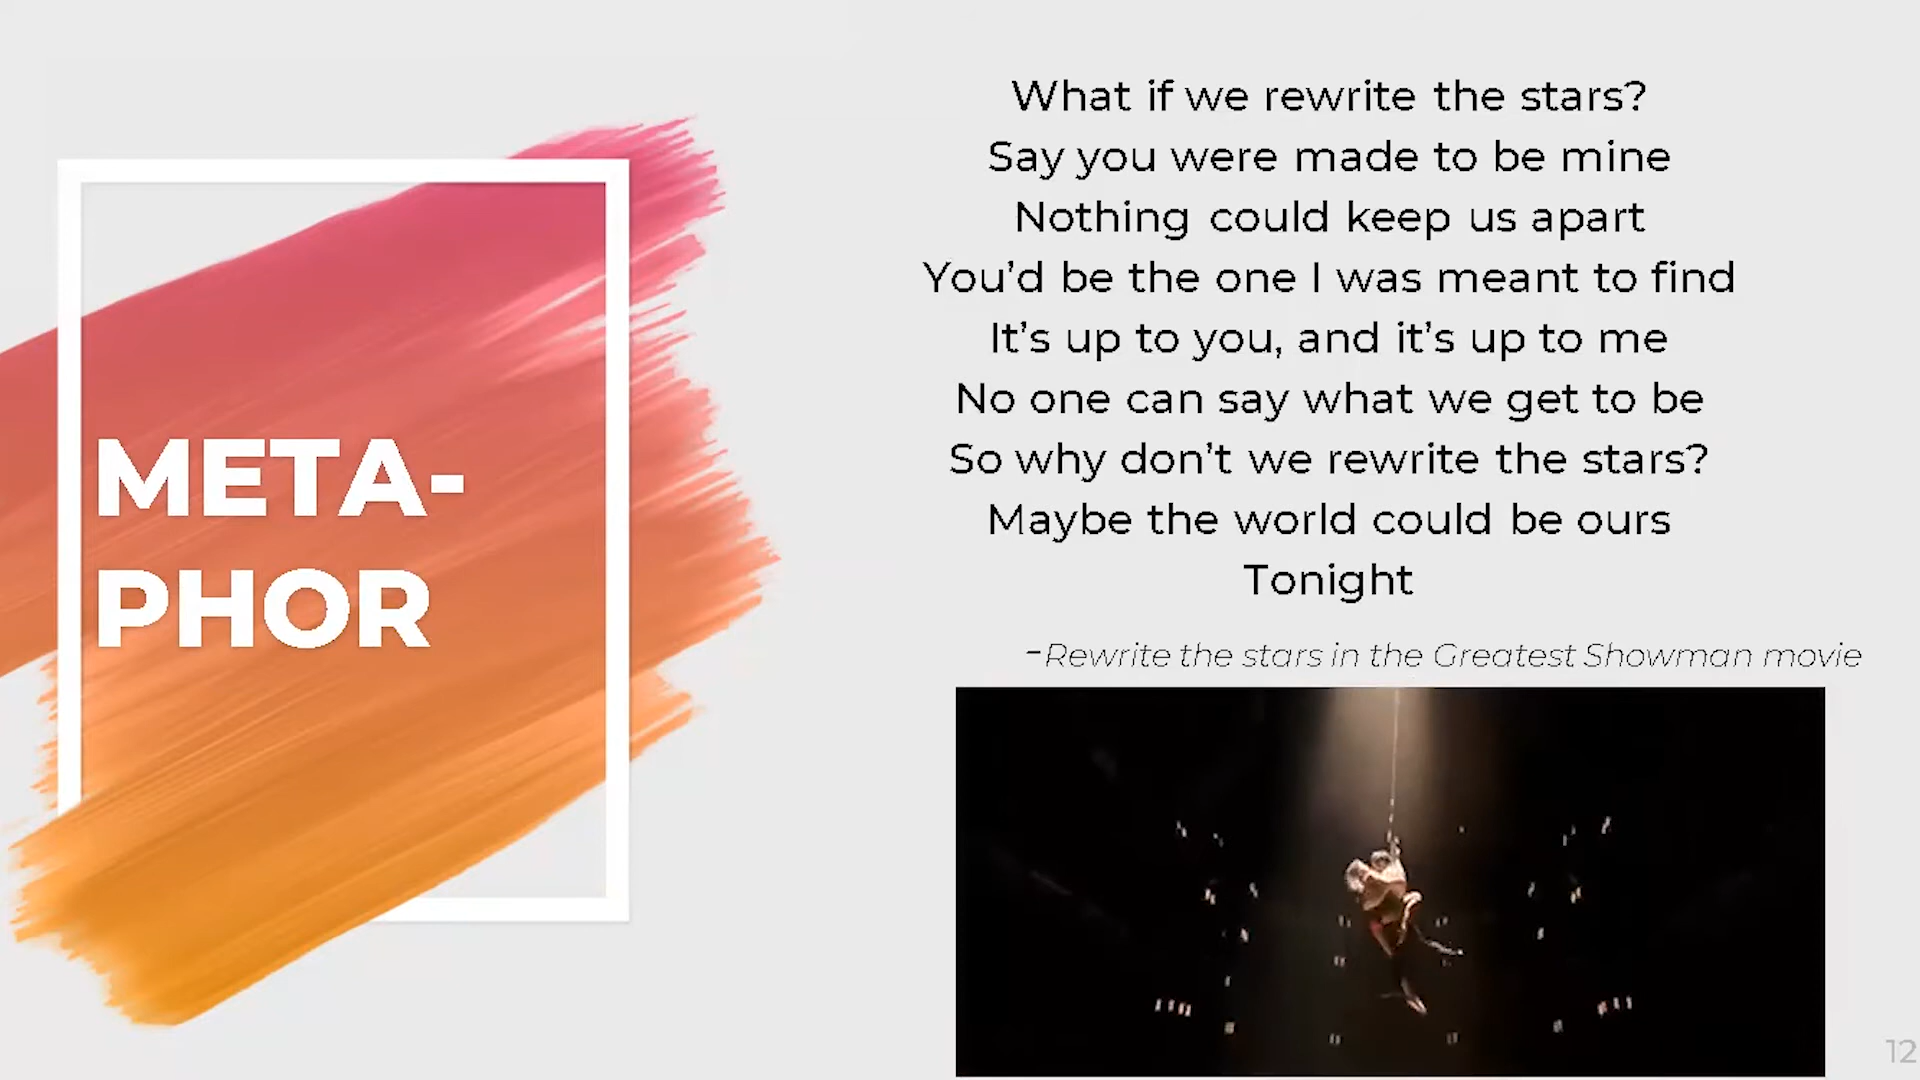 META-
PHOR
What if we rewrite the stars?
Say you were made to be mine
Nothing could keep us apart
You’d be the one I was meant to find
It’s up to you, and it’s up to me
No one can say what we get to be
So why don’t we rewrite the stars?
Maybe the world could be ours
Tonight
-Rewrite the stars in the Greatest Showman movie
12